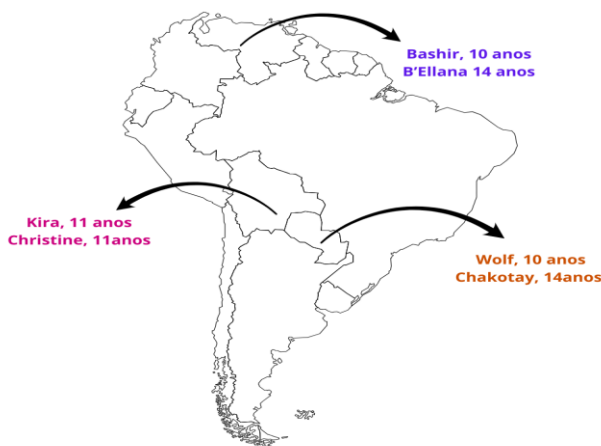 Bashir, 10 anos
B'Ellana 14 anos
Kira, 11 anos
Christine, 11anos
Wolf, 10 anos
Chakotay, 14anos